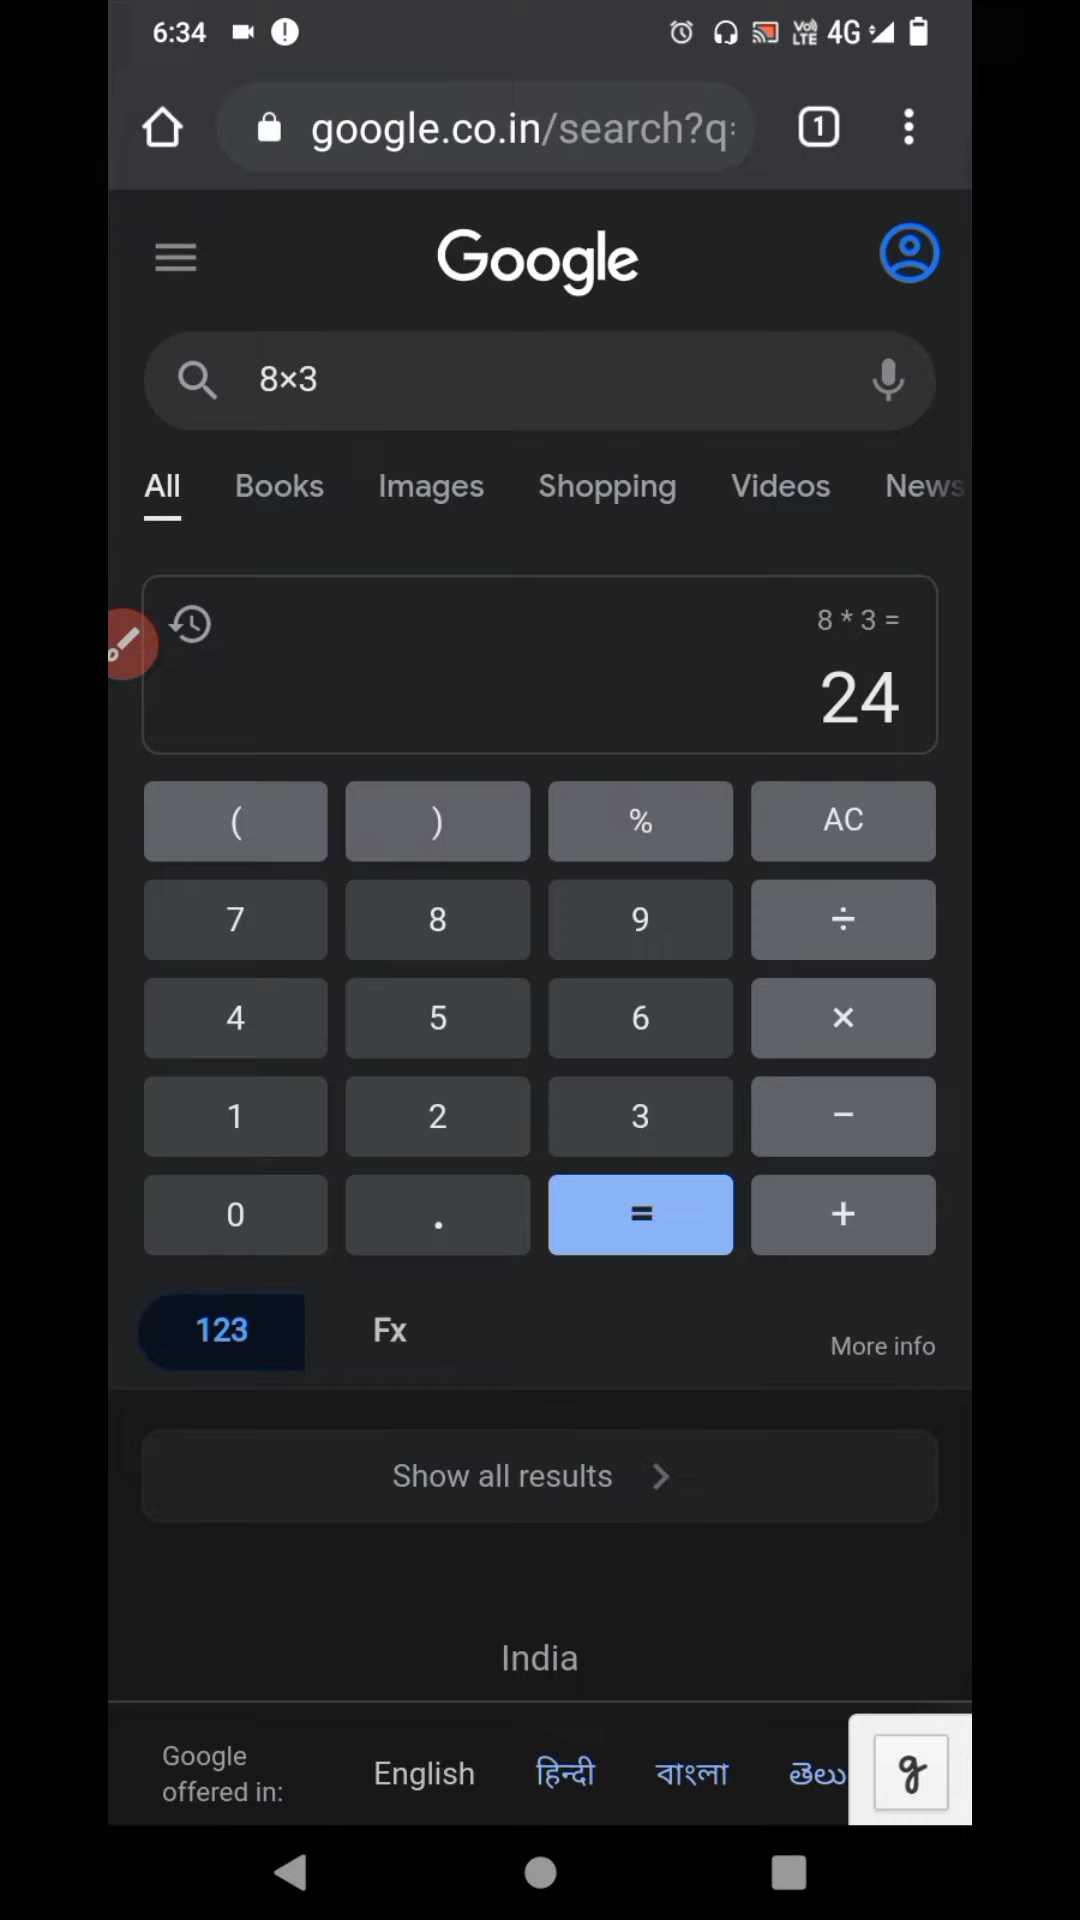 6:34 Vo) LTE 4G
google.co.in/search?q=
1
Google
8×3
All Books Images Shopping Videos News
8 * 3 =
24
( ) % AC
7 8 9 ÷
4 5 6 ×
1 2 3 −
0 . = +
123 Fx
More info
Show all results
India
Google
offered in:
English हिन्दी বাংলা తెలు
g